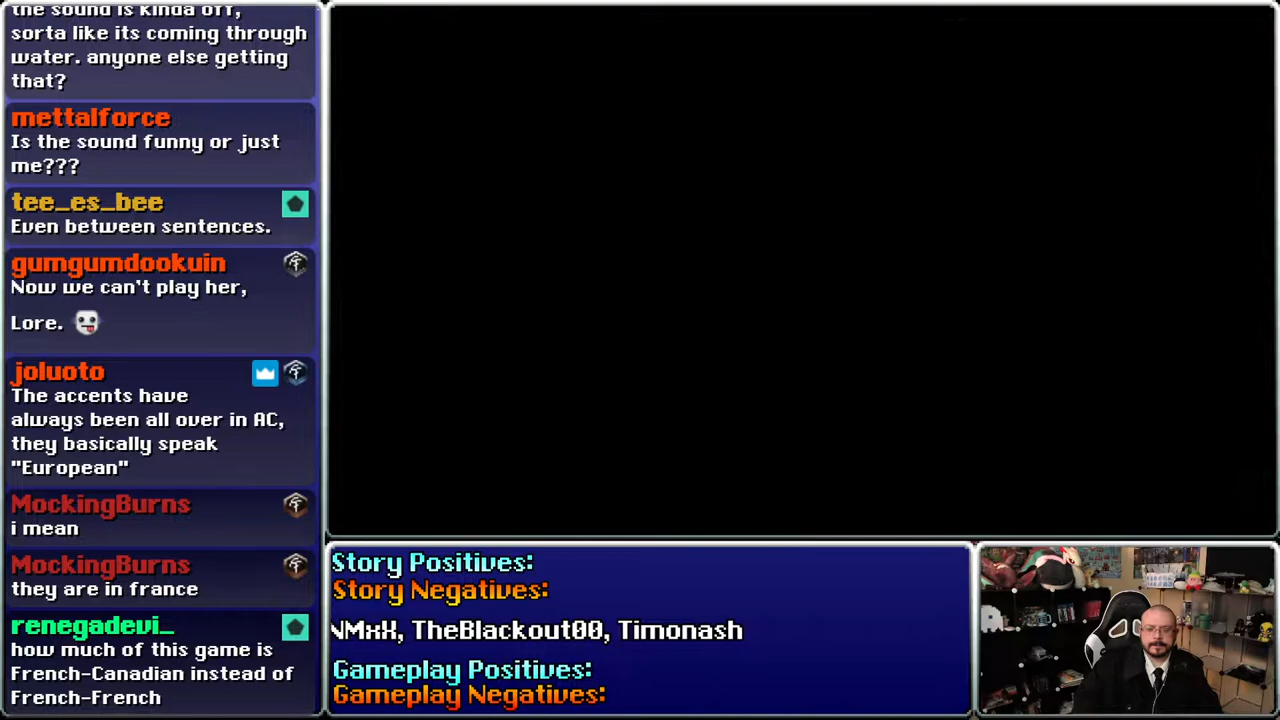 the sound is kinda off,
sorta like its coming through
water. anyone else getting
that?
mettalforce
Is the sound funny or just
me???
tee_es_bee
Even between sentences.
gumgumdookuin
Now we can't play her,
Lore.
joluoto
The accents have
always been all over in AC,
they basically speak
"European"
MockingBurns
i mean
MockingBurns
they are in france
renegadevi_
how much of this game is
French-Canadian instead of
French-French
Story Positives:
Story Negatives:
VMxX, TheBlackout00, Timonash
Gameplay Positives:
Gameplay Negatives: